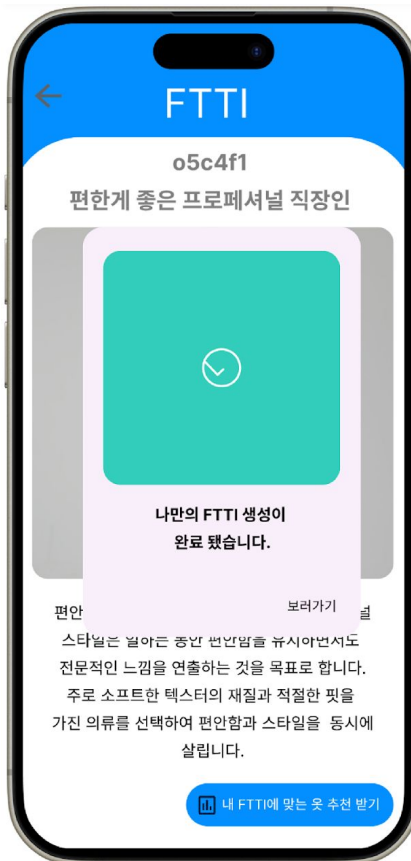 FTTI
o5c4f1
편한게 좋은 프로페셔널 직장인
나만의 FTTI 생성이
완료 됐습니다.
보러가기
편안 널
스타일은 일하는 동안 편안함을 유지하면서도
전문적인 느낌을 연출하는 것을 목표로 합니다.
주로 소프트한 텍스터의 재질과 적절한 핏을
가진 의류를 선택하여 편안함과 스타일을 동시에
살립니다.
내 FTTI에 맞는 옷 추천 받기